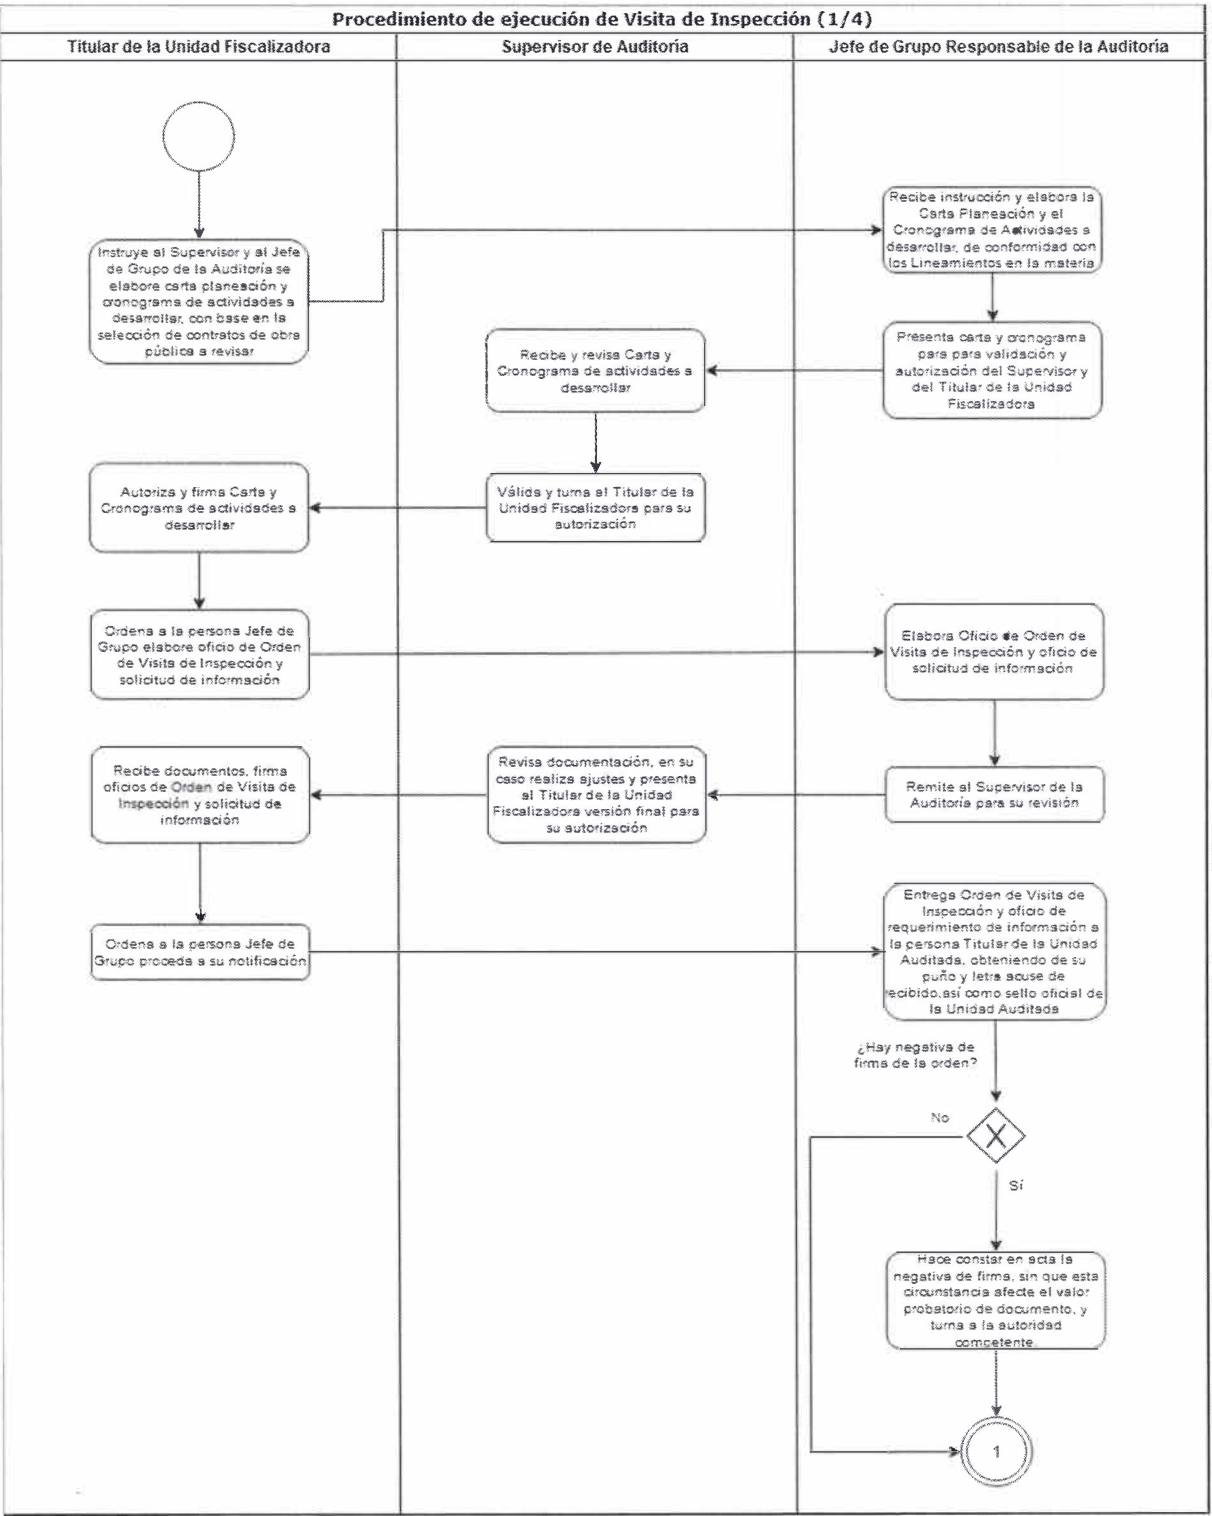 Procedimiento de ejecución de Visita de Inspección (1/4)
Titular de la Unidad Fiscalizadora
Supervisor de Auditoría
Jefe de Grupo Responsable de la Auditoría
Instruye al Supervisor y al Jefe
de Grupo de la Auditoría se
elabore carta planeación y
cronograma de actividades a
desarrollar, con base en la
selección de contratos de obra
pública a revisar
Recibe instrucción y elabora la
Carta Planeación y el
Cronograma de Actividades a
desarrollar, de conformidad con
los Lineamientos en la materia
Presenta carta y cronograma
para para validación y
autorización del Supervisor y
del Titular de la Unidad
Fiscalizadora
Recibe y revisa Carta y
Cronograma de actividades a
desarrollar
Válida y turna al Titular de la
Unidad Fiscalizadora para su
autorización
Autoriza y firma Carta y
Cronograma de actividades a
desarrollar
Ordena a la persona Jefe de
Grupo elabore oficio de Orden
de Visita de Inspección y
solicitud de información
Elabora Oficio de Orden de
Visita de Inspección y oficio de
solicitud de información
Remite al Supervisor de la
Auditoría para su revisión
Revisa documentación, en su
caso realiza ajustes y presenta
al Titular de la Unidad
Fiscalizadora versión final para
su autorización
Recibe documentos, firma
oficios de Orden de Visita de
Inspección y solicitud de
información
Ordena a la persona Jefe de
Grupo proceda a su notificación
Entrega Orden de Visita de
Inspección y oficio de
requerimiento de información a
la persona Titular de la Unidad
Auditada, obteniendo de su
puño y letra acuse de
recibido,así como sello oficial de
la Unidad Auditada
¿Hay negativa de
firma de la orden?
No
Sí
Hace constar en acta la
negativa de firma, sin que esta
circunstancia afecte el valor
probatorio de documento, y
turna a la autoridad
competente.
1